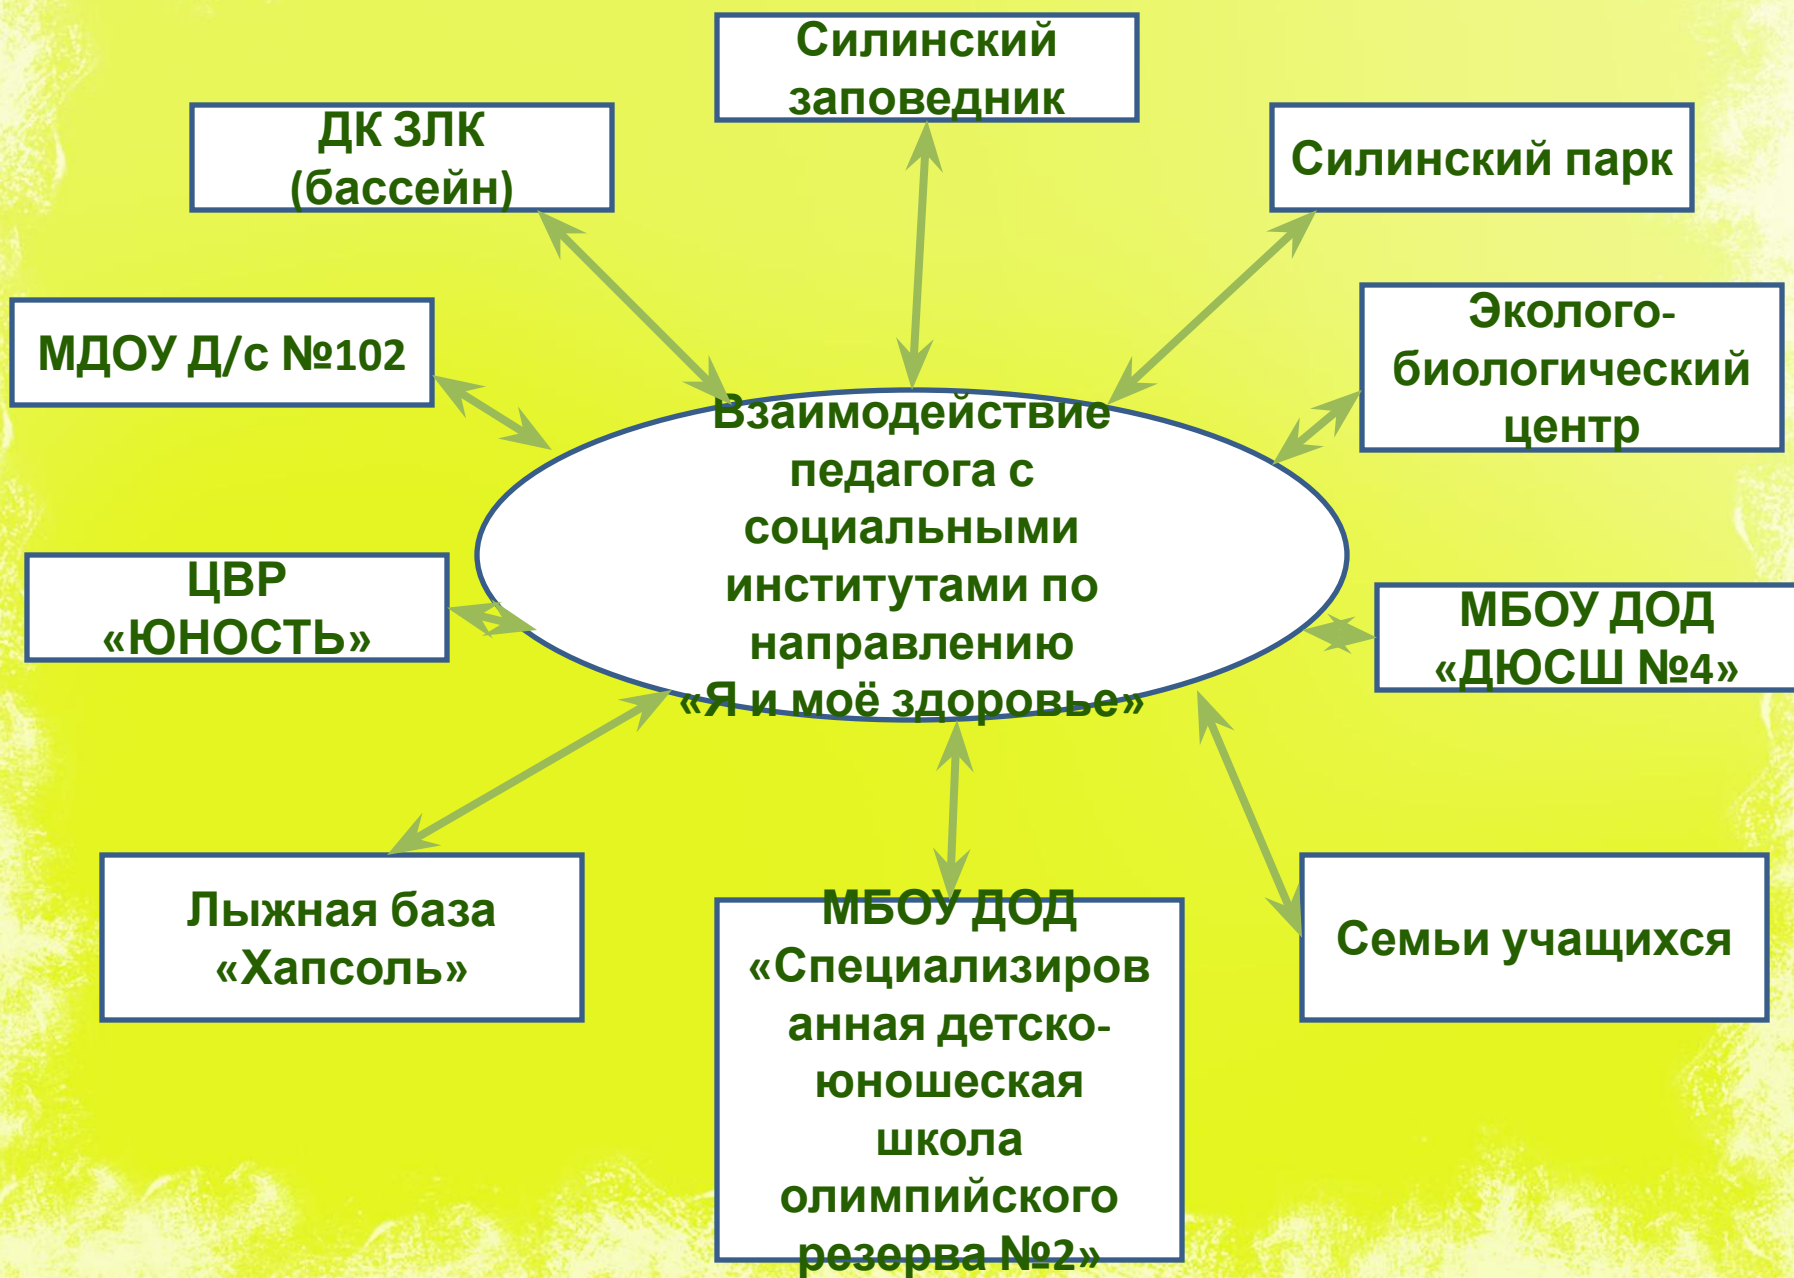 Силинский
заповедник
ДК ЗЛК
(бассейн)
Силинский парк
МДОУ Д/с №102
Эколого-
биологический
центр
Взаимодействие
педагога с
социальными
институтами по
направлению
«Я и моё здоровье»
ЦВР
«ЮНОСТЬ»
МБОУ ДОД
«ДЮСШ №4»
Лыжная база
«Хапсоль»
МБОУ ДОД
«Специализиров
анная детско-
юношеская
школа
олимпийского
резерва №2»
Семьи учащихся